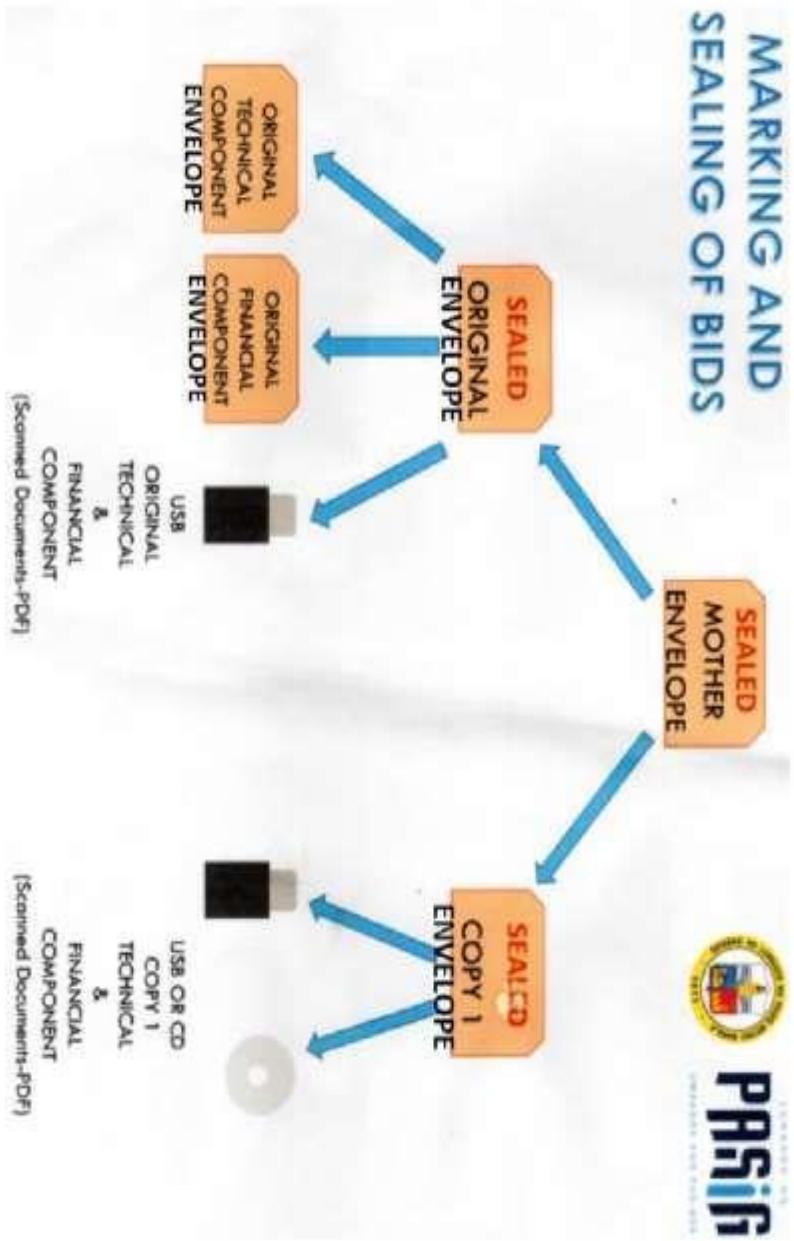 MARKING AND
SEALING OF BIDS
PASIG
SEALED
MOTHER
ENVELOPE
SEALED
ORIGINAL
ENVELOPE
SEALED
COPY 1
ENVELOPE
ORIGINAL
TECHNICAL
COMPONENT
ENVELOPE
ORIGINAL
FINANCIAL
COMPONENT
ENVELOPE
USB
ORIGINAL
TECHNICAL
&
FINANCIAL
COMPONENT
(Scanned Documents-PDF)
USB OR CD
COPY 1
TECHNICAL
&
FINANCIAL
COMPONENT
(Scanned Documents-PDF)